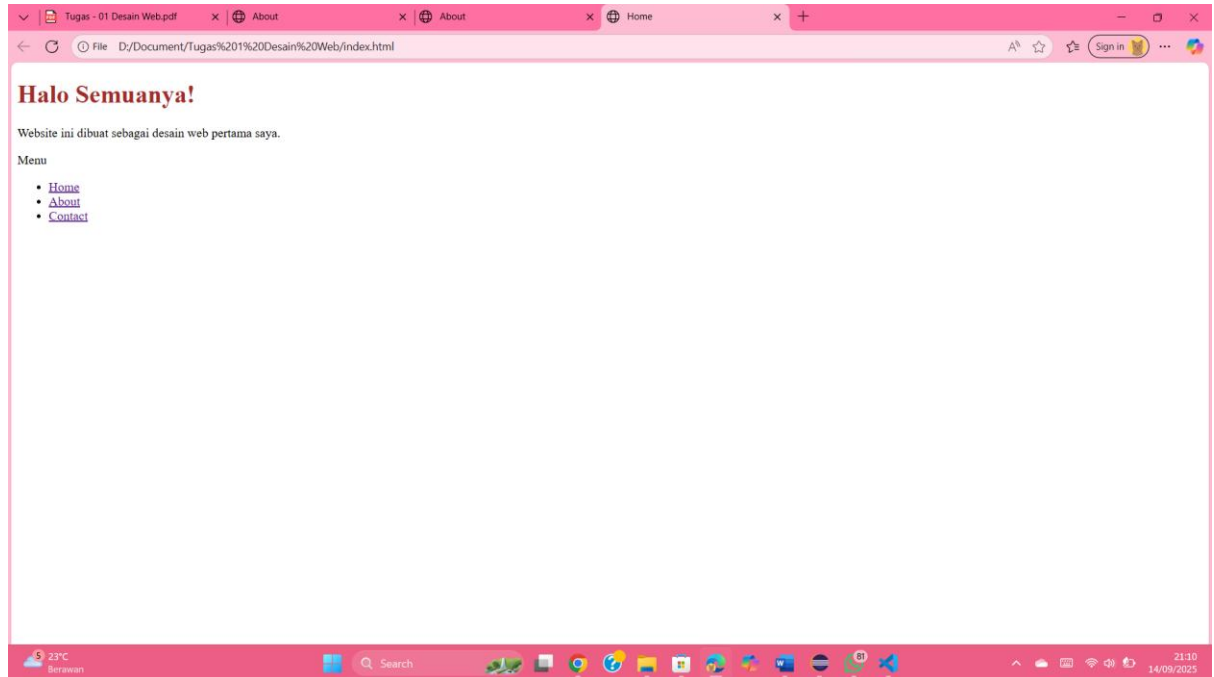 Tugas - 01 Desain Web.pdf
About
About
Home
File D:/Document/Tugas%201%20Desain%20Web/index.html
Sign in
Halo Semuanya!
Website ini dibuat sebagai desain web pertama saya.
Menu
Home
About
Contact
5
23°C
Berawan
Search
81
21:10
14/09/2025